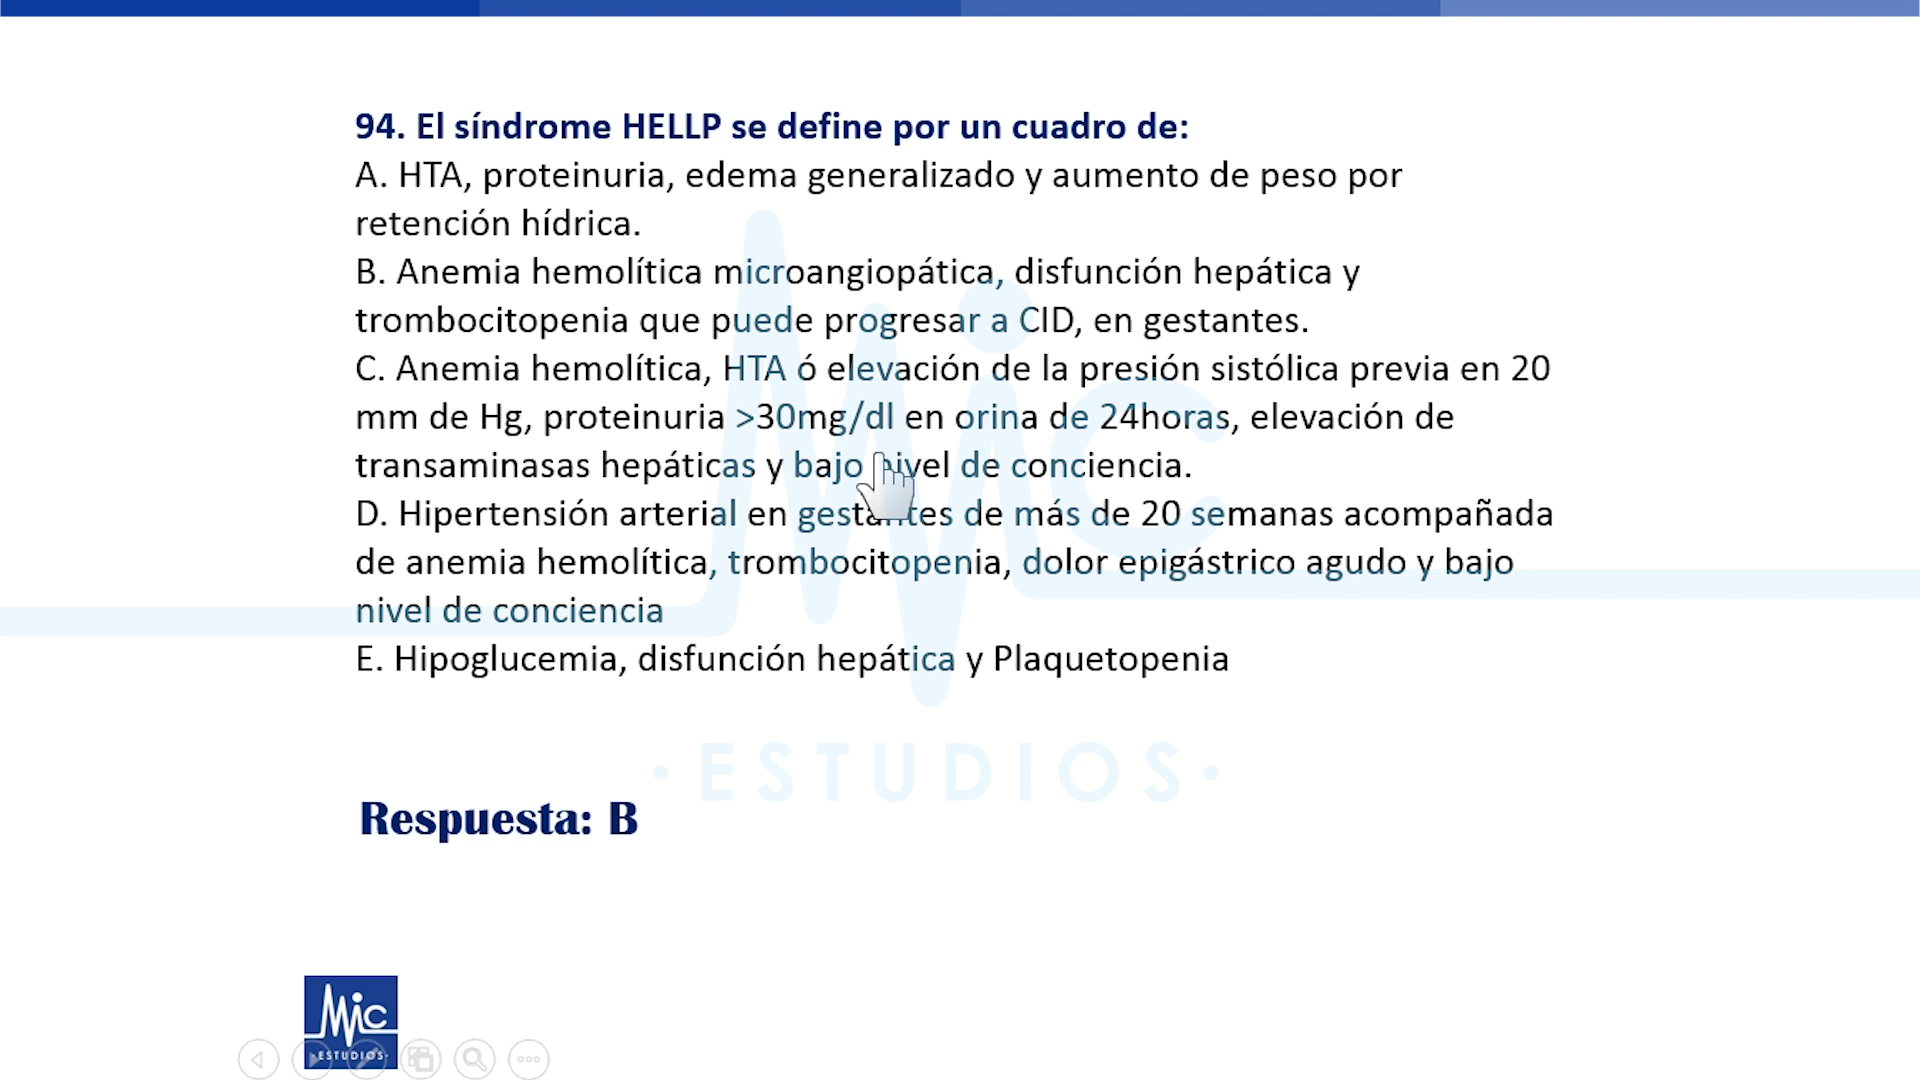 94. El síndrome HELLP se define por un cuadro de:
A. HTA, proteinuria, edema generalizado y aumento de peso por
retención hídrica.
B. Anemia hemolítica microangiopática, disfunción hepática y
trombocitopenia que puede progresar a CID, en gestantes.
C. Anemia hemolítica, HTA ó elevación de la presión sistólica previa en 20
mm de Hg, proteinuria >30mg/dl en orina de 24horas, elevación de
transaminasas hepáticas y bajo nivel de conciencia.
D. Hipertensión arterial en gestantes de más de 20 semanas acompañada
de anemia hemolítica, trombocitopenia, dolor epigástrico agudo y bajo
nivel de conciencia
E. Hipoglucemia, disfunción hepática y Plaquetopenia
Mic
·ESTUDIOS·
Respuesta: B
Mic
·ESTUDIOS·